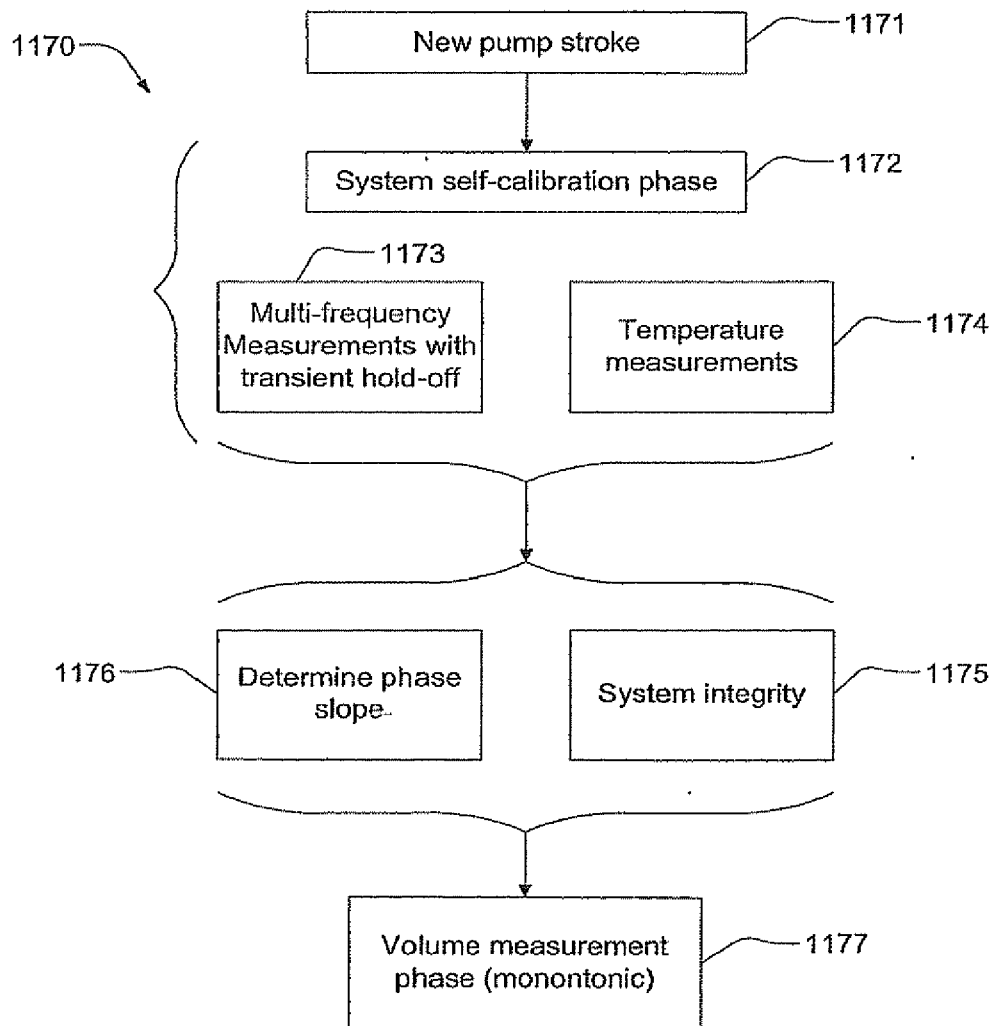 1170
New pump stroke
1171
System self-calibration phase
1172
1173
Multi-frequency
Measurements with
transient hold-off
Temperature
measurements
1174
1176
Determine phase
slope
System integrity
1175
Volume measurement
phase (monontonic)
1177